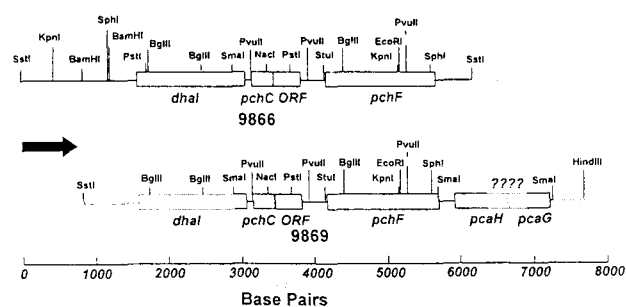 SphI PvuII
KpnI BamHI BglII PvuII PvuII BglII EcoRI
SstI BamHI PstI BglII SmaI NaeI PstI StuI KpnI SphI SstI
dhaI pchC ORF pchF
9866
PvuII ????
PvuII PvuII BglII EcoRI SphI HindIII
SstI BglII BglII SmaI NaeI PstI StuI KpnI SmaI SmaI
dhaI pchC ORF pchF pcaH pcaG
9869
0 1000 2000 3000 4000 5000 6000 7000 8000
Base Pairs